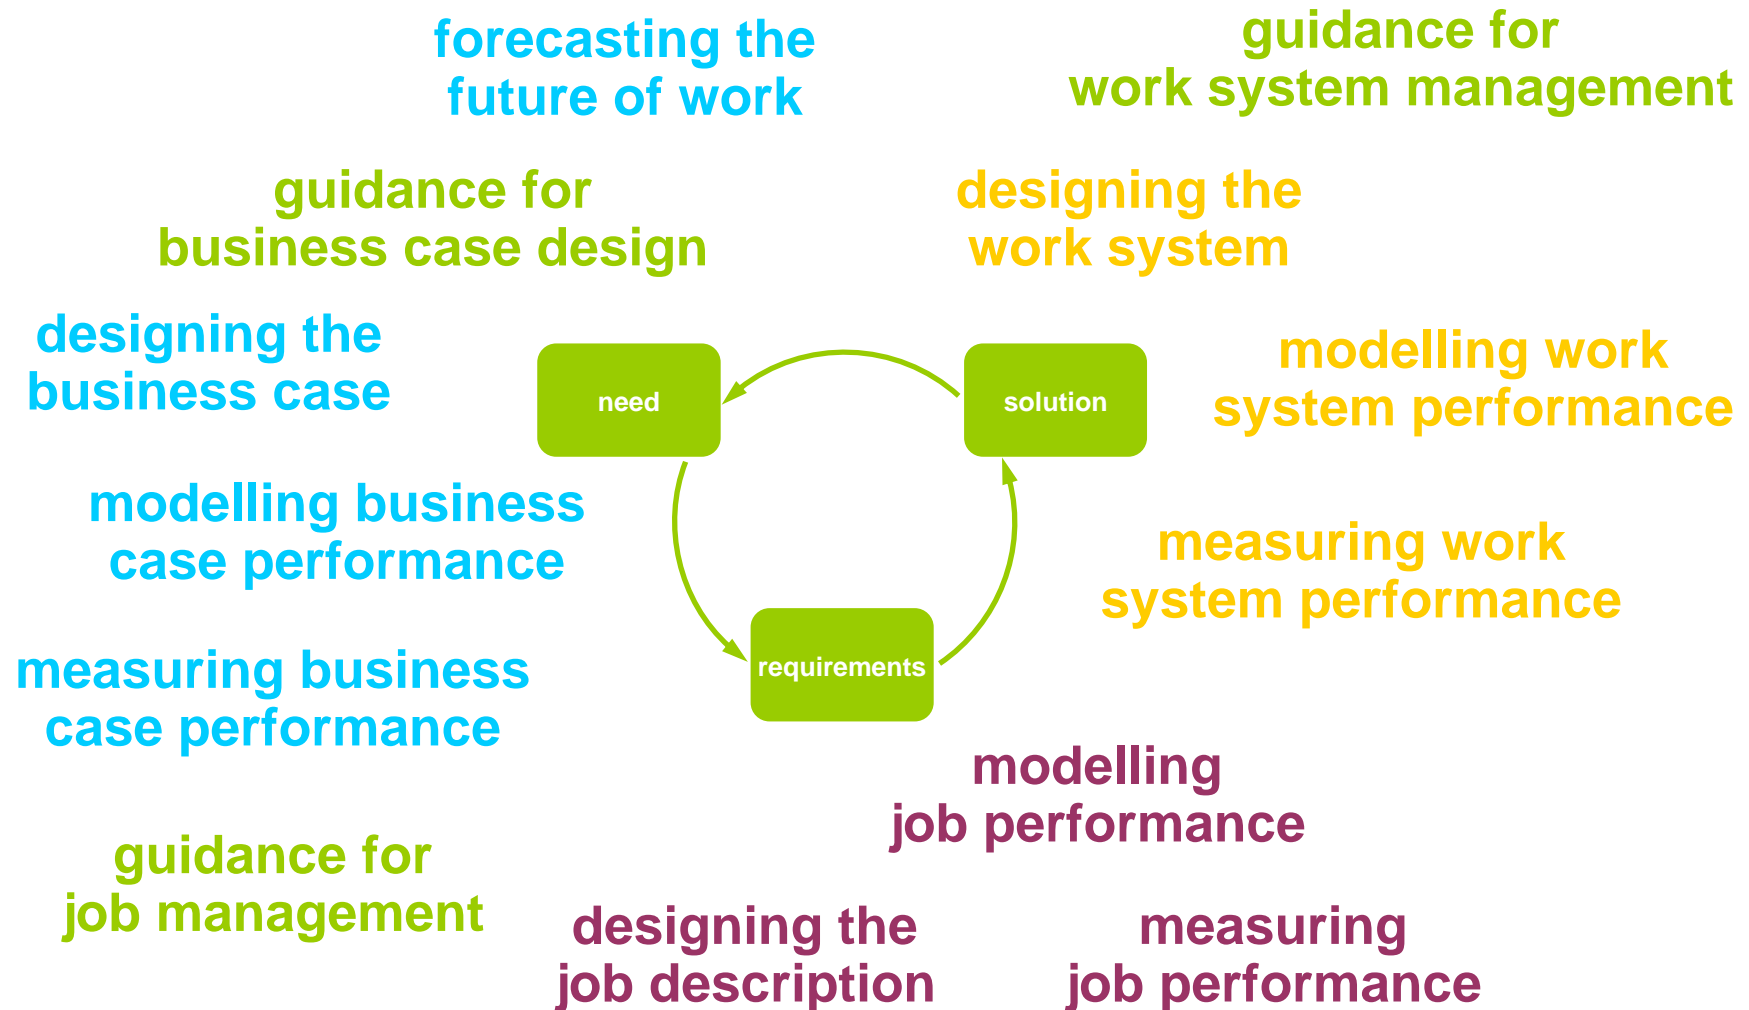 forecasting the
future of work
guidance for
work system management
guidance for
business case design
designing the
work system
designing the
business case
need
solution
modelling work
system performance
modelling business
case performance
measuring work
system performance
measuring business
case performance
requirements
modelling
job performance
guidance for
job management
designing the
job description
measuring
job performance